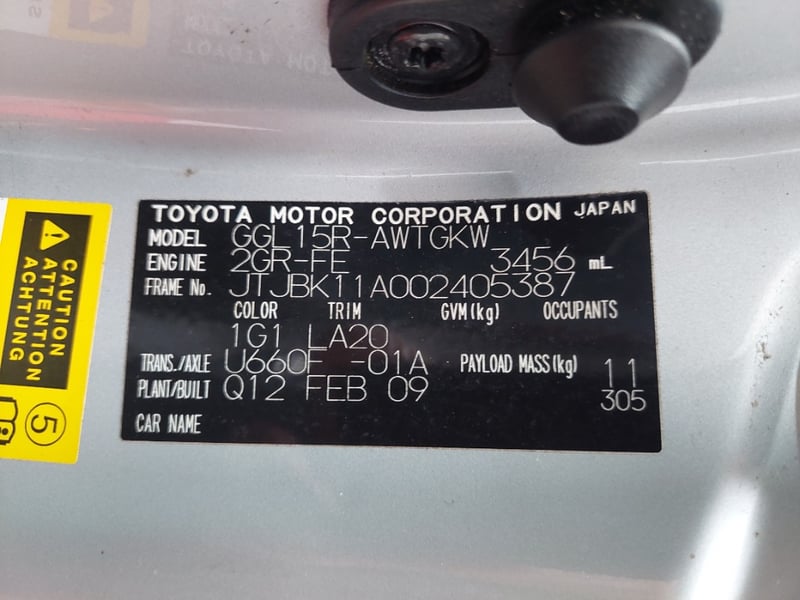 TOYOTA MOTOR CORPORATION JAPAN
MODEL GGL15R-AWTGKW
ENGINE 2GR-FE 3456 mL
FRAME No. JTJBK11A002405387
COLOR TRIM GVM(kg) OCCUPANTS
1G1 LA20
TRANS./AXLE U660F -01A PAYLOAD MASS(kg) 11
PLANT/BUILT Q12 FEB 09 305
CAR NAME
CAUTION
ATTENTION
ACHTUNG
5